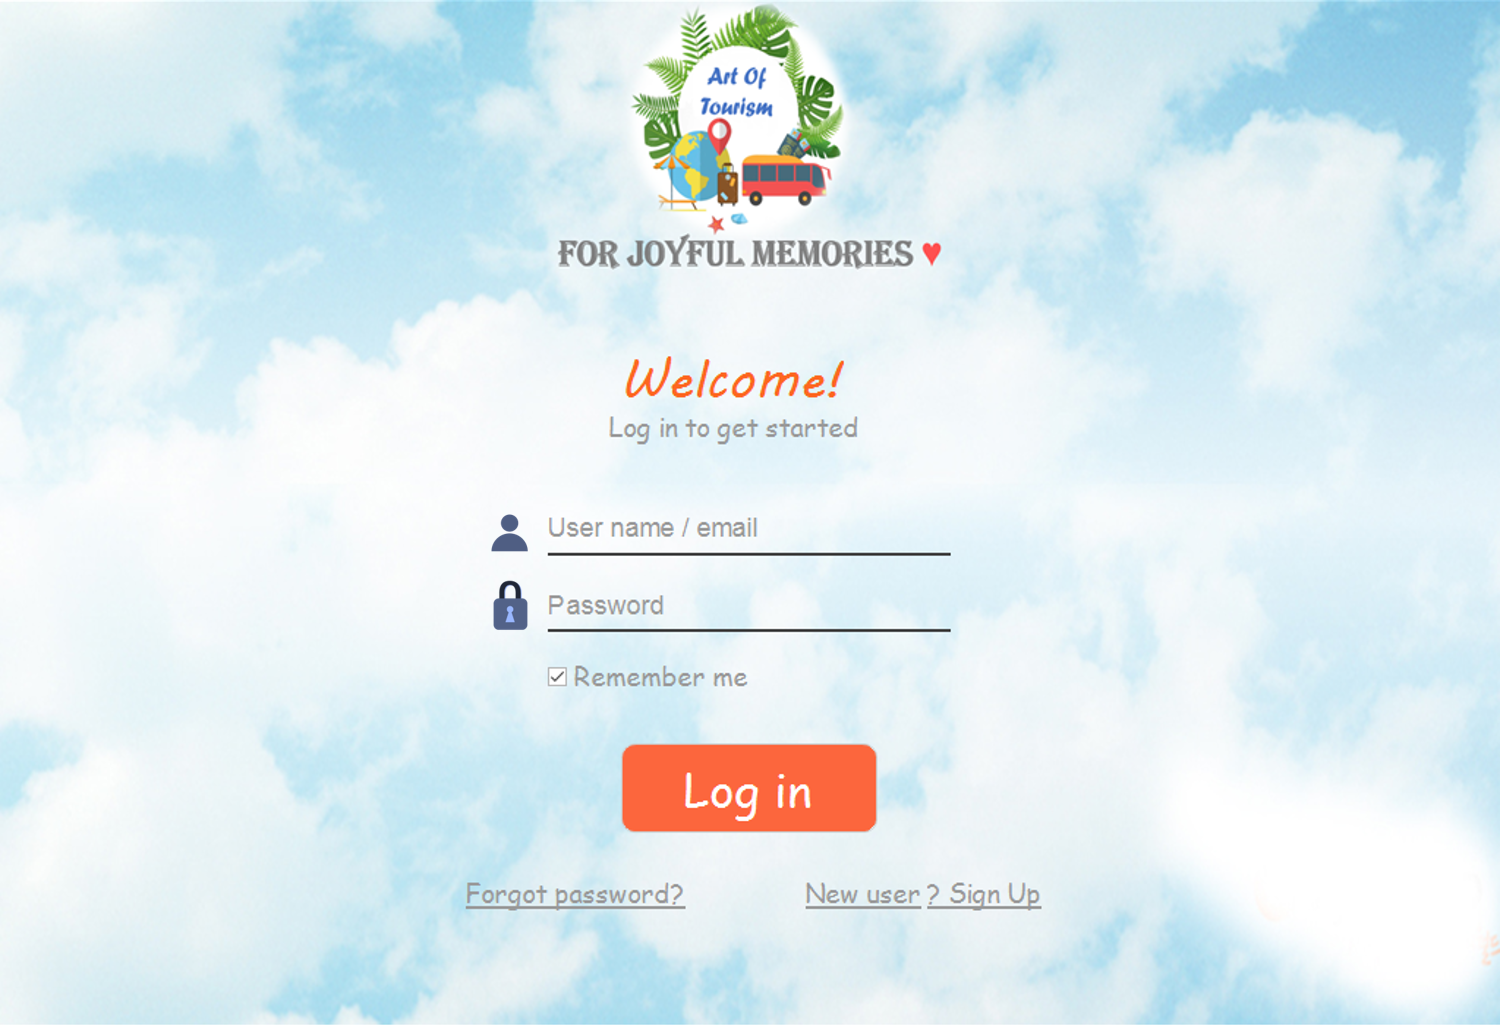 Art Of
Tourism
FOR JOYFUL MEMORIES ♥
Welcome!
Log in to get started
User name / email
Password
Remember me
Log in
Forgot password? New user ? Sign Up